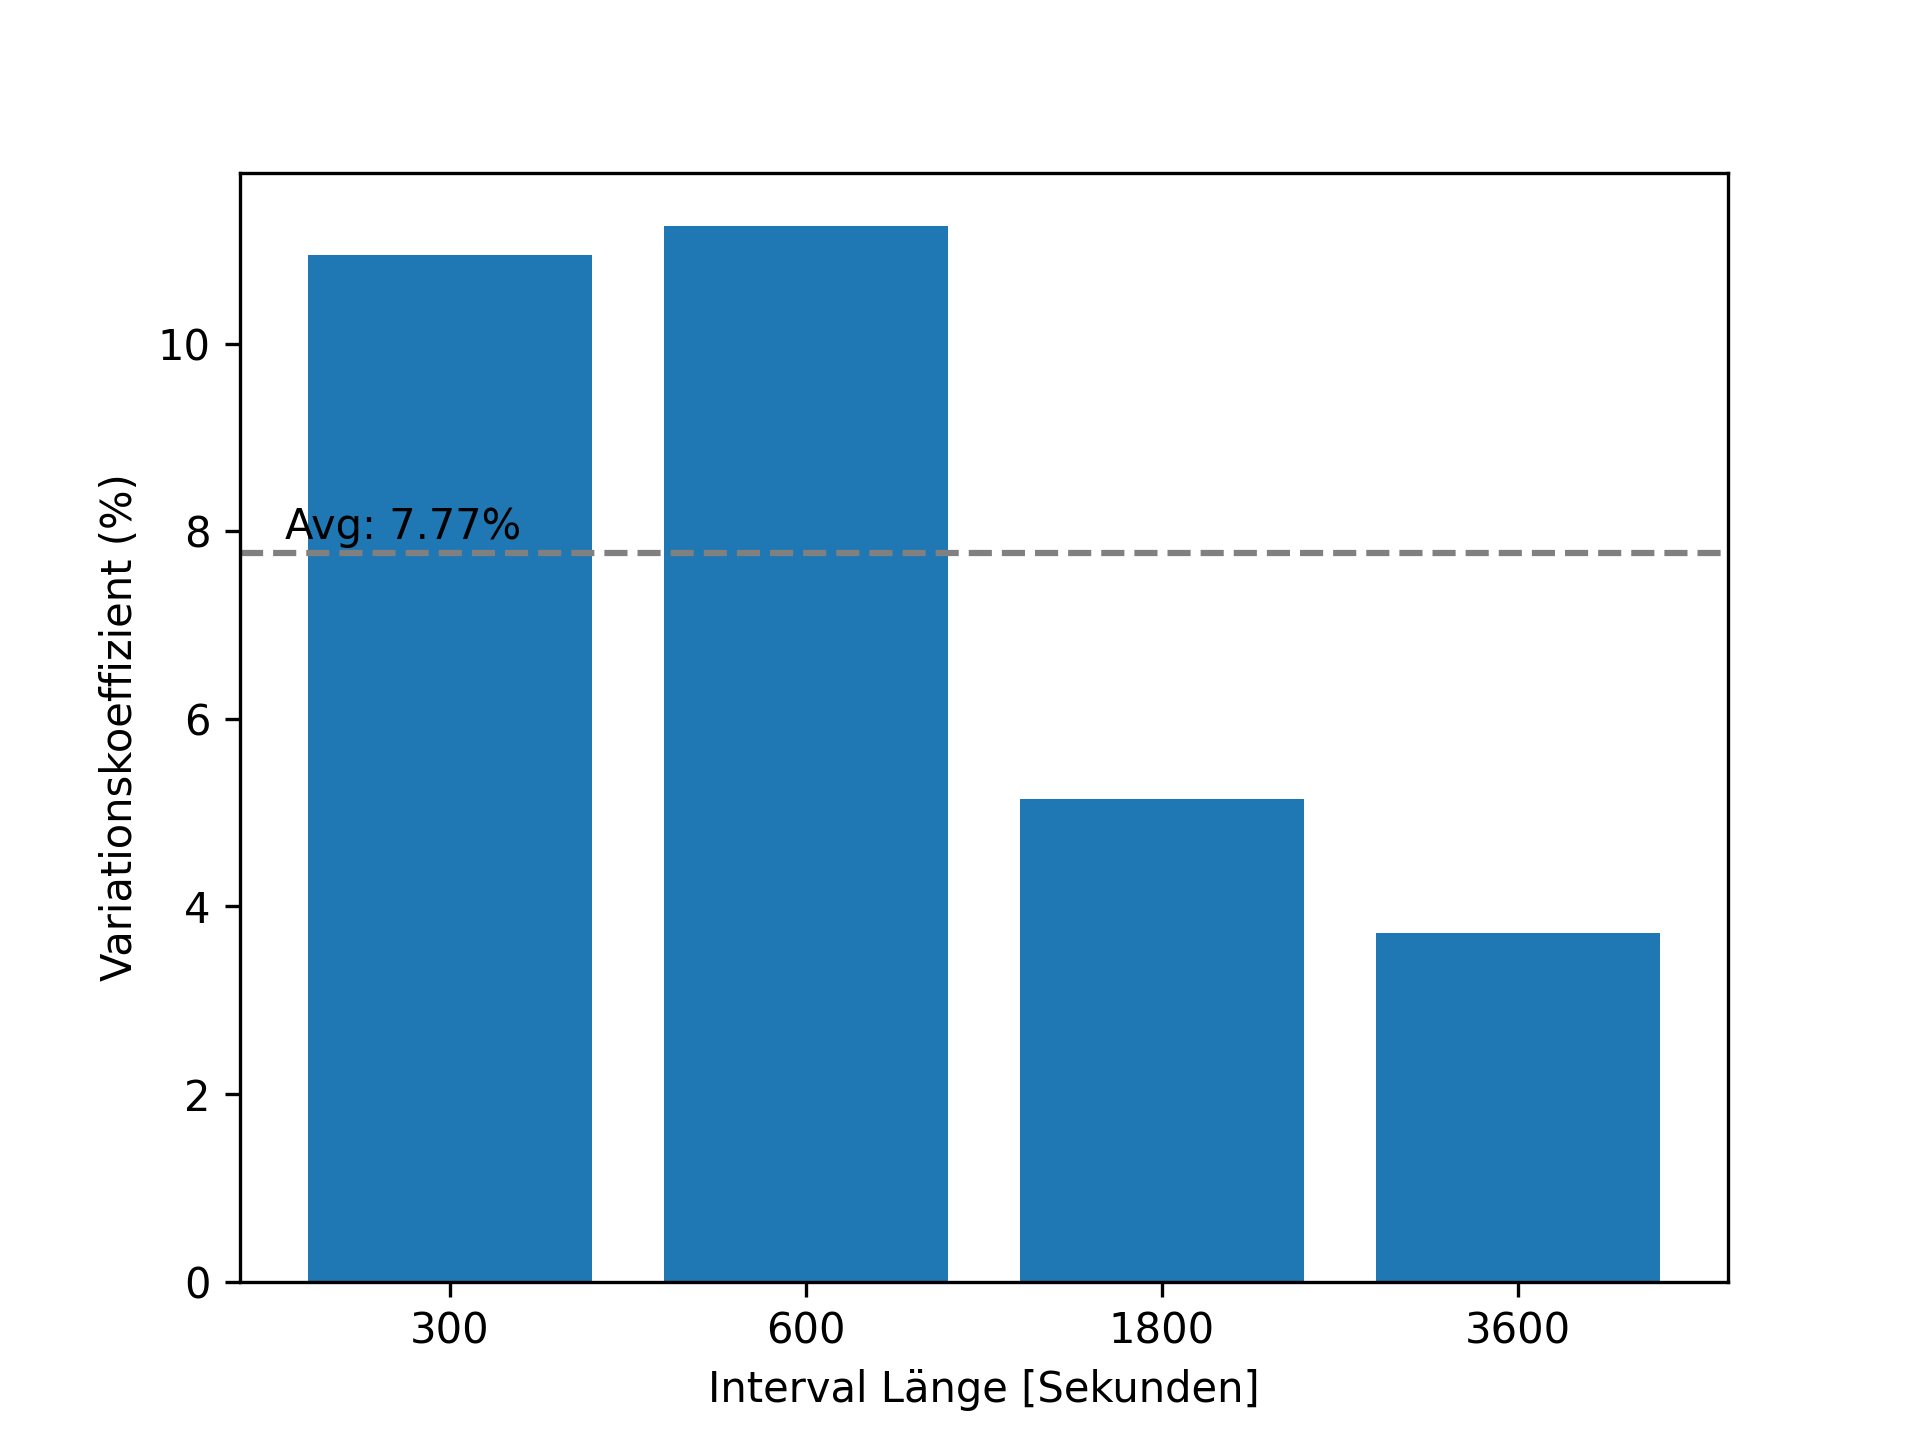 10
8
6
4
2
0
Variationskoeffizient (%)
Avg: 7.77%
300 600 1800 3600
Interval Länge [Sekunden]